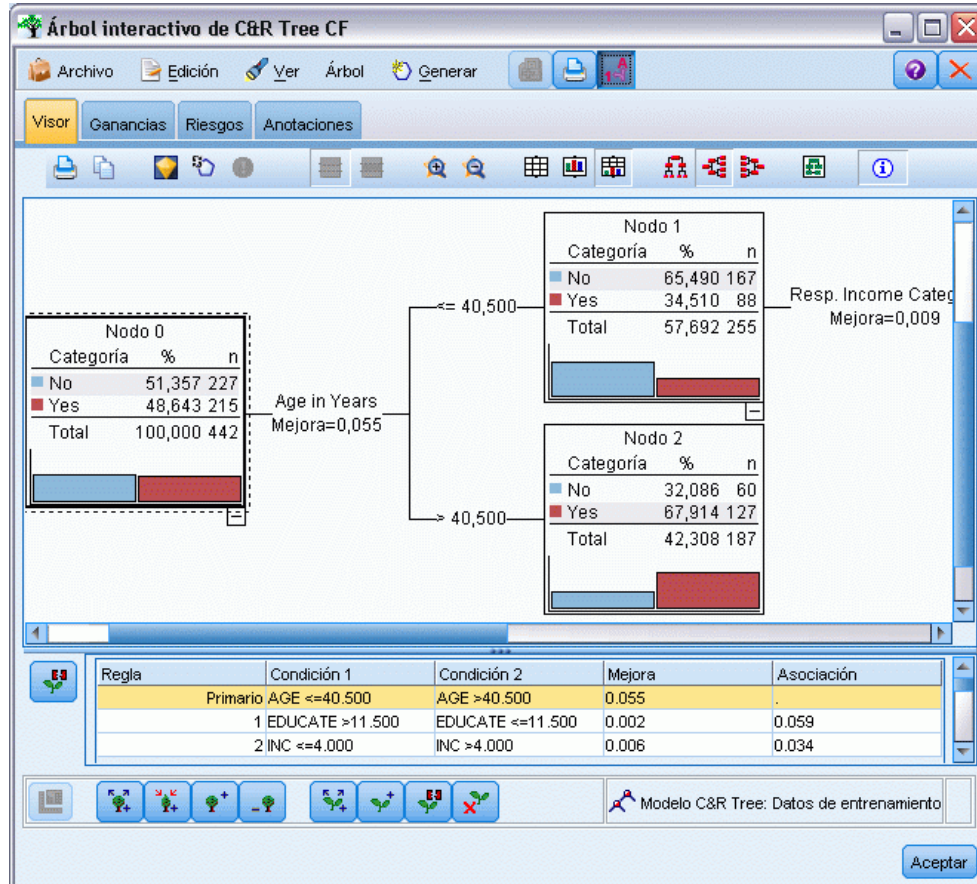 Árbol interactivo de C&R Tree CF
Archivo Edición Ver Árbol Generar
Visor Ganancias Riesgos Anotaciones
Nodo 0
Categoría % n
No 51,357 227
Yes 48,643 215
Total 100,000 442
Age in Years
Mejora=0,055
<= 40,500
Nodo 1
Categoría % n
No 65,490 167
Yes 34,510 88
Total 57,692 255
Resp. Income Categ
Mejora=0,009
> 40,500
Nodo 2
Categoría % n
No 32,086 60
Yes 67,914 127
Total 42,308 187
Regla Condición 1 Condición 2 Mejora Asociación
Primario AGE <=40.500 AGE >40.500 0.055 .
1 EDUCATE >11.500 EDUCATE <=11.500 0.002 0.059
2 INC <=4.000 INC >4.000 0.006 0.034
Modelo C&R Tree: Datos de entrenamiento
Aceptar